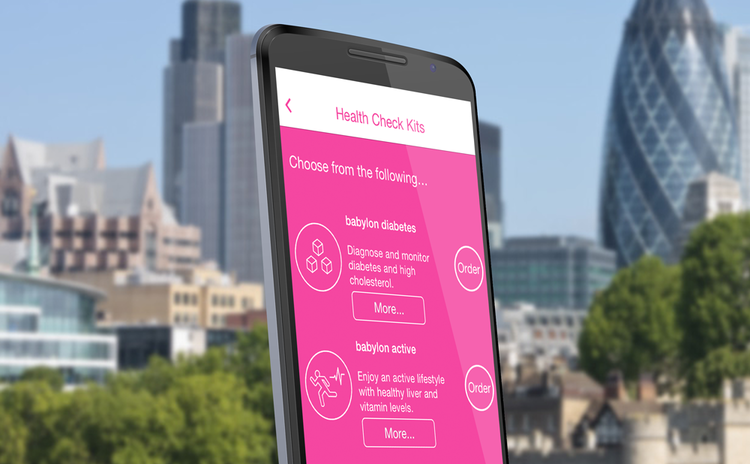 Health Check Kits
Choose from the following...
babylon diabetes
Diagnose and monitor
diabetes and high
cholesterol.
Order
More...
babylon active
Enjoy an active lifestyle
with healthy liver and
vitamin levels.
Order
More...